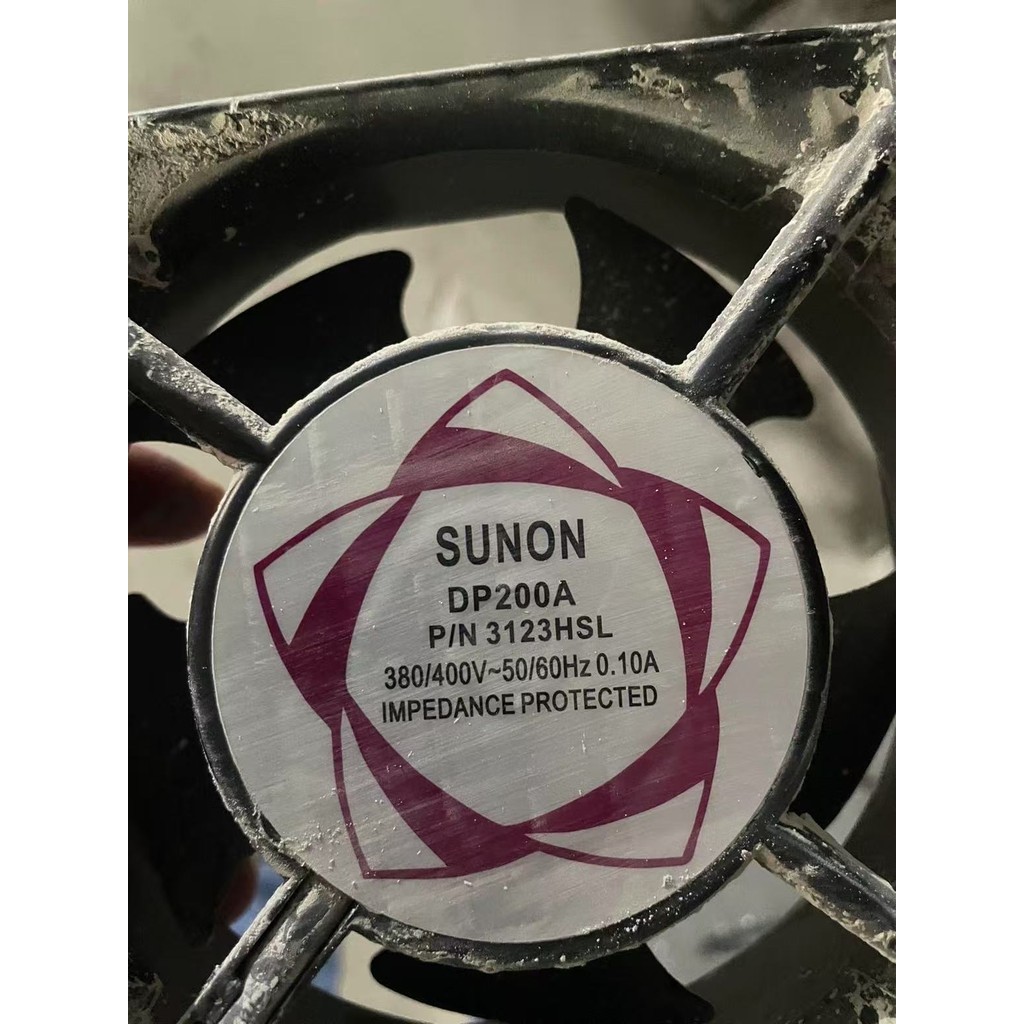 SUNON
DP200A
P/N 3123HSL
380/400V~50/60Hz 0.10A
IMPEDANCE PROTECTED